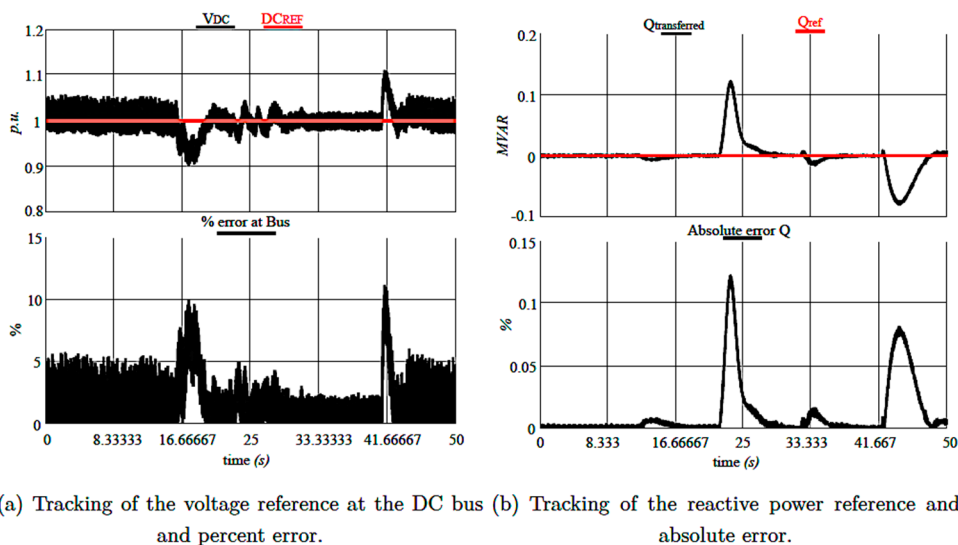 VDC DCREF
1.2
1.1
1
0.9
0.8
p.u.
% error at Bus
15
10
5
0
%
0 8.33333 16.66667 25 33.33333 41.66667 50
time (s)
Qtransferred Qref
0.2
0.1
0
-0.1
MVAR
Absolute error Q
0.15
0.1
0.05
0
%
0 8.333 16.66667 25 33.333 41.667 50
time (s)
a) Tracking of the voltage reference at the DC bus
and percent error.
(b) Tracking of the reactive power reference and
absolute error.